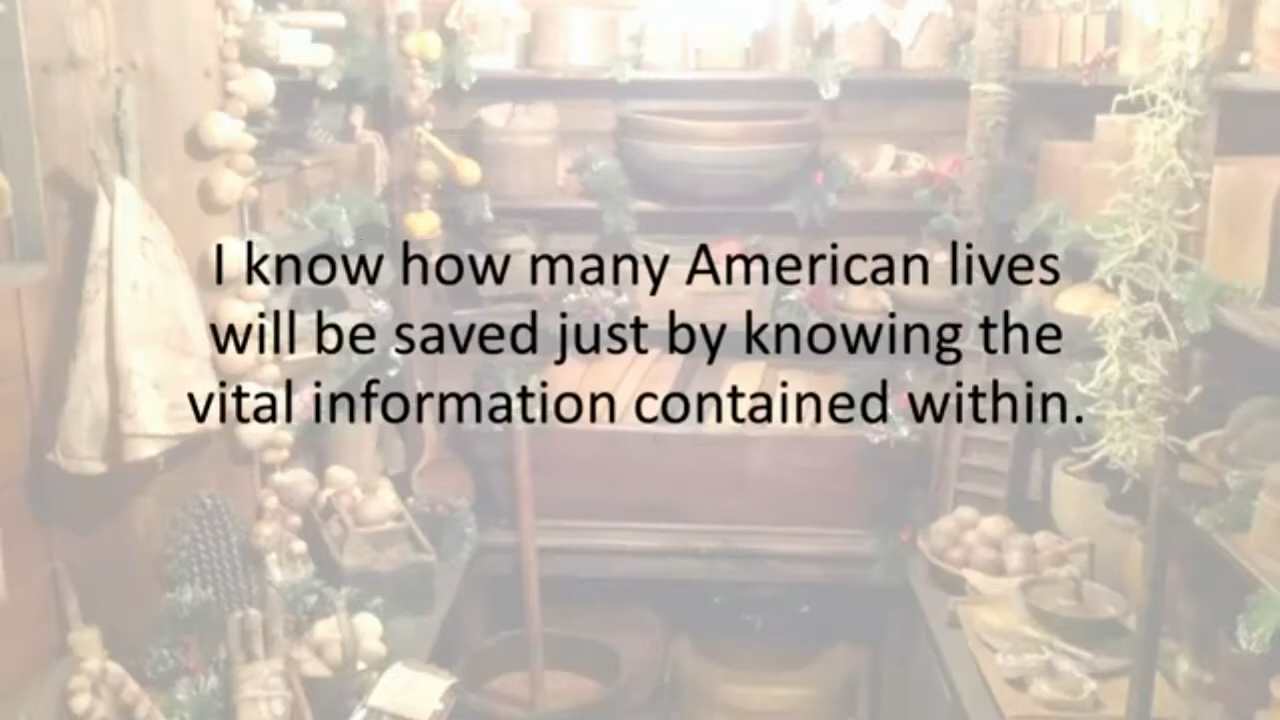 I know how many American lives
will be saved just by knowing the
vital information contained within.